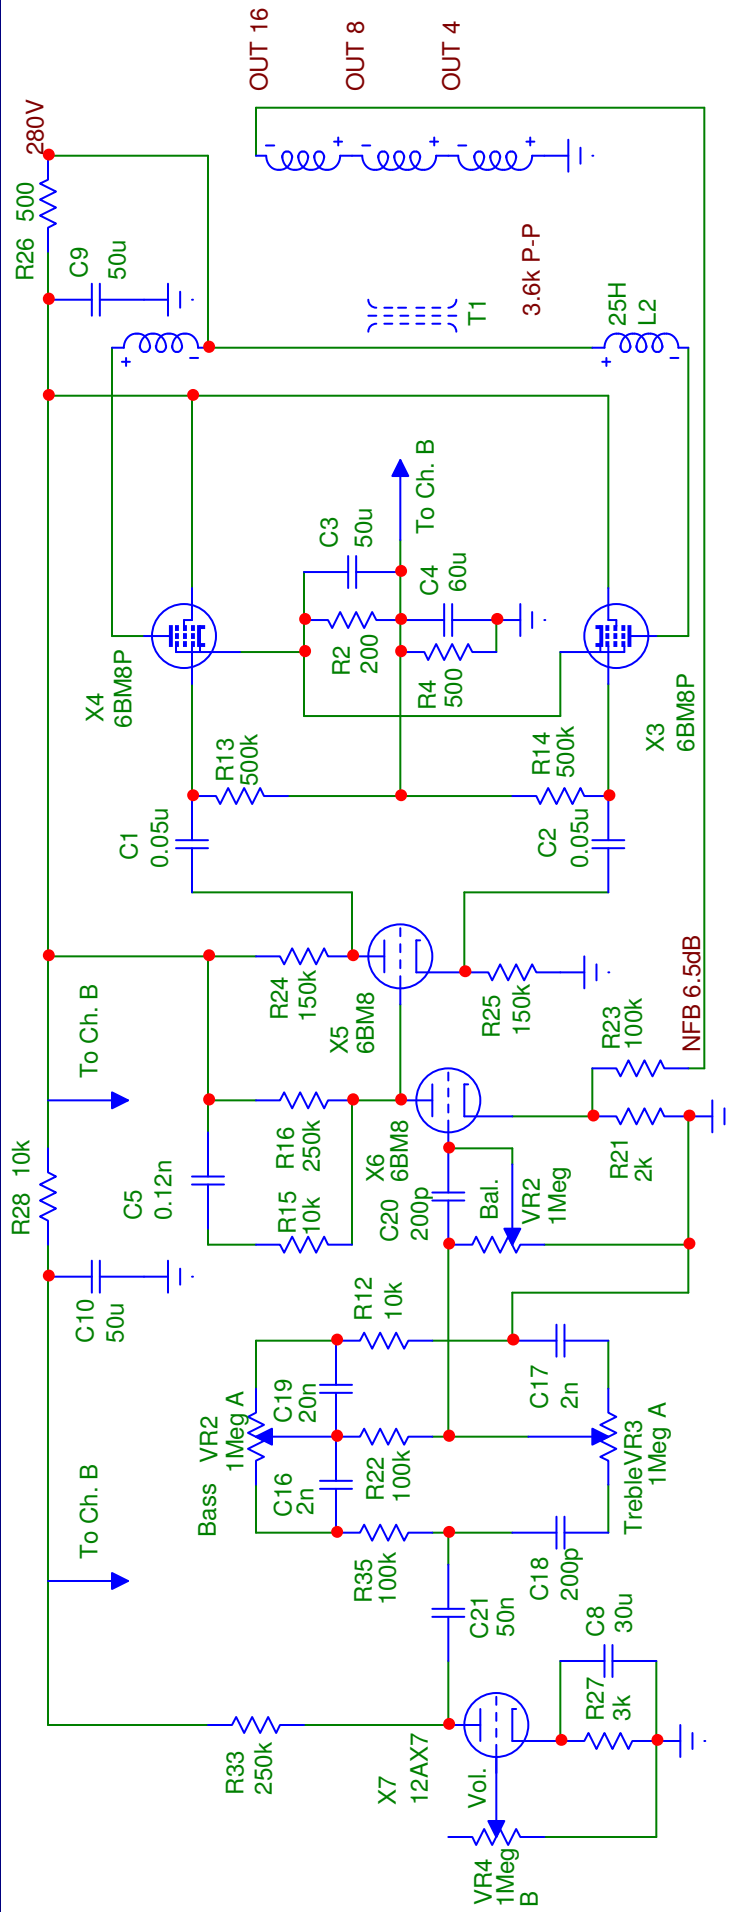 OUT 16
OUT 8
OUT 4
280V
R26 500
C9
50u
T1
3.6k P-P
25H
L2
To Ch. B
C3
50u
C4
60u
R2
200
R4
500
X4
6BM8P
X3
6BM8P
R13
500k
R14
500k
C1
0.05u
C2
0.05u
R24
150k
X5
6BM8
R25
150k
NFB 6.5dB
R23
100k
To Ch. B
R16
250k
X6
6BM8
R21
2k
R28 10k
C5
0.12n
R15
10k
C20
200p
Bal.
VR2
1Meg
C10
50u
R12
10k
C19
20n
VR2
1Meg A
Bass
C16
2n
R22
100k
C17
2n
TrebleVR3
1Meg A
To Ch. B
R35
100k
C18
200p
C21
50n
C8
30u
R27
3k
R33
250k
X7
12AX7
Vol.
VR4
1Meg
B